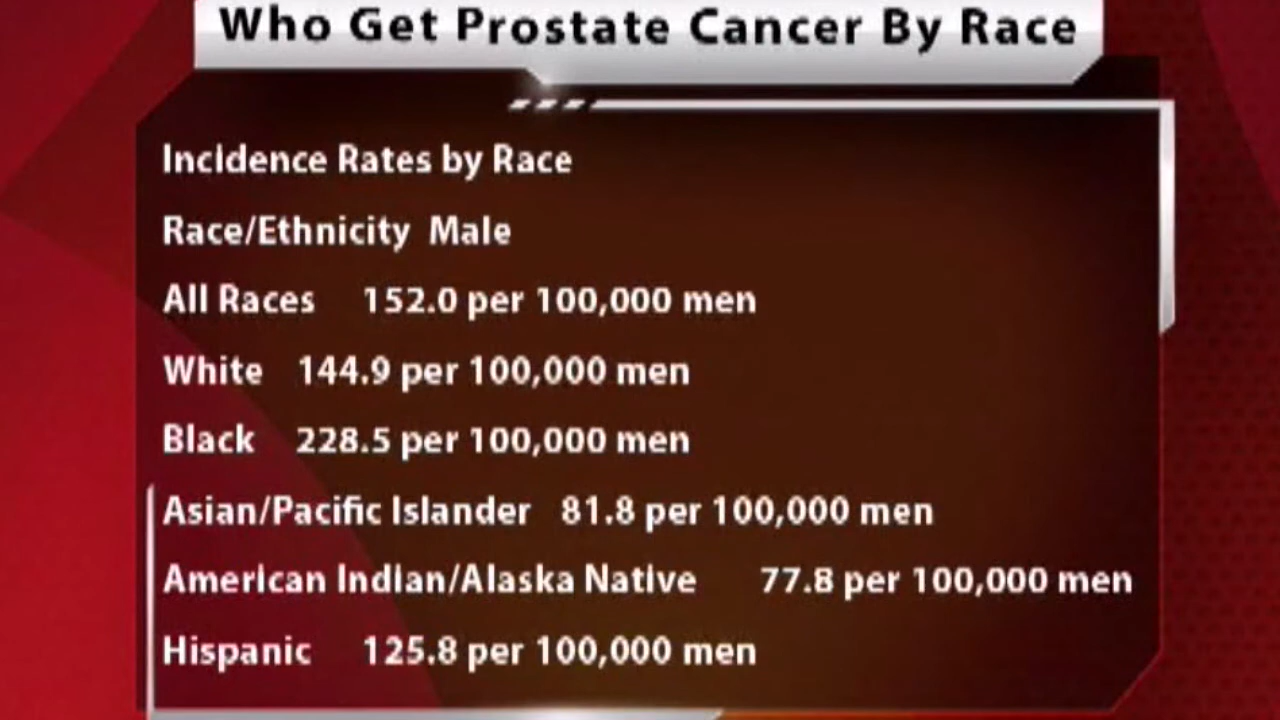 Who Get Prostate Cancer By Race
Incidence Rates by Race
Race/Ethnicity Male
All Races 152.0 per 100,000 men
White 144.9 per 100,000 men
Black 228.5 per 100,000 men
Asian/Pacific Islander 81.8 per 100,000 men
American Indian/Alaska Native 77.8 per 100,000 men
Hispanic 125.8 per 100,000 men